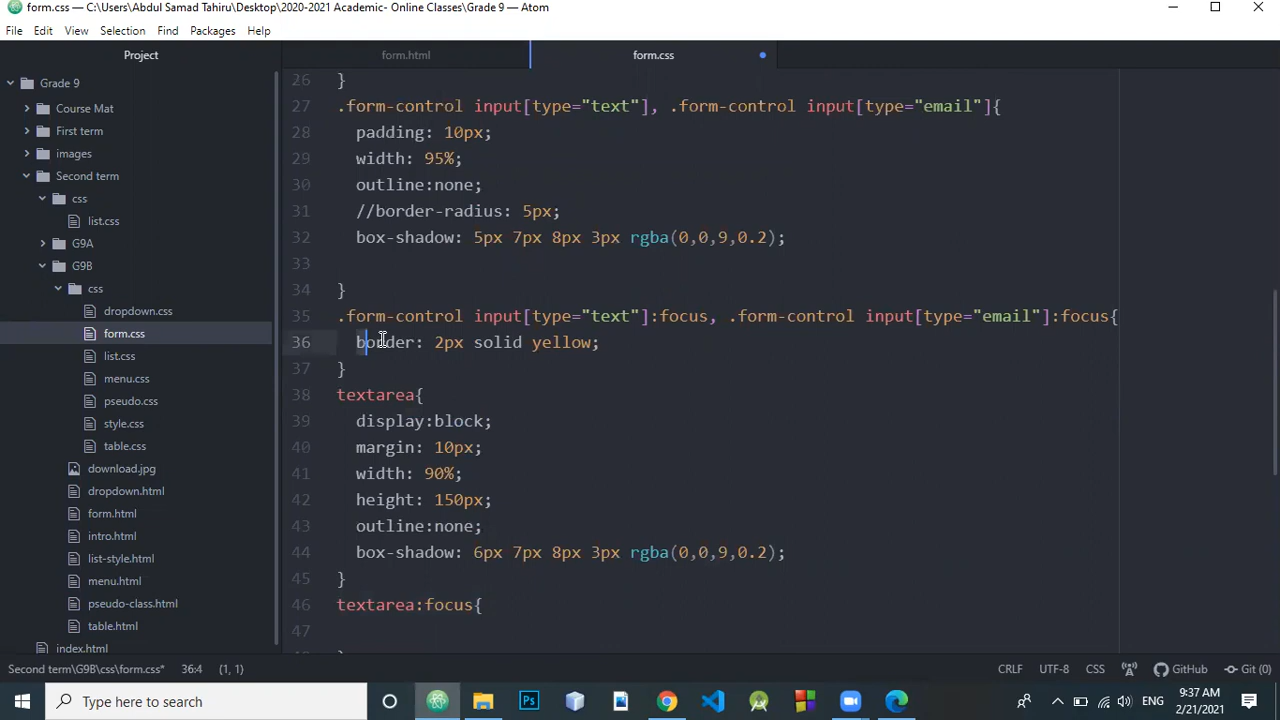 form.css — C:\Users\Abdul Samad Tahiru\Desktop\2020-2021 Academic- Online Classes\Grade 9 — Atom
File Edit View Selection Find Packages Help
Project
form.html
form.css
Grade 9
Course Mat
First term
images
Second term
css
list.css
G9A
G9B
css
dropdown.css
form.css
list.css
menu.css
pseudo.css
style.css
table.css
download.jpg
dropdown.html
form.html
intro.html
list-style.html
menu.html
pseudo-class.html
table.html
index.html
26 }
27 .form-control input[type="text"], .form-control input[type="email"]{
28 padding: 10px;
29 width: 95%;
30 outline:none;
31 //border-radius: 5px;
32 box-shadow: 5px 7px 8px 3px rgba(0,0,9,0.2);
33
34 }
35 .form-control input[type="text"]:focus, .form-control input[type="email"]:focus{
36 border: 2px solid yellow;
37 }
38 textarea{
39 display:block;
40 margin: 10px;
41 width: 90%;
42 height: 150px;
43 outline:none;
44 box-shadow: 6px 7px 8px 3px rgba(0,0,9,0.2);
45 }
46 textarea:focus{
47
Second term\G9B\css\form.css* 36:4 (1, 1) CRLF UTF-8 CSS GitHub Git (0)
Type here to search
ENG
9:37 AM
2/21/2021